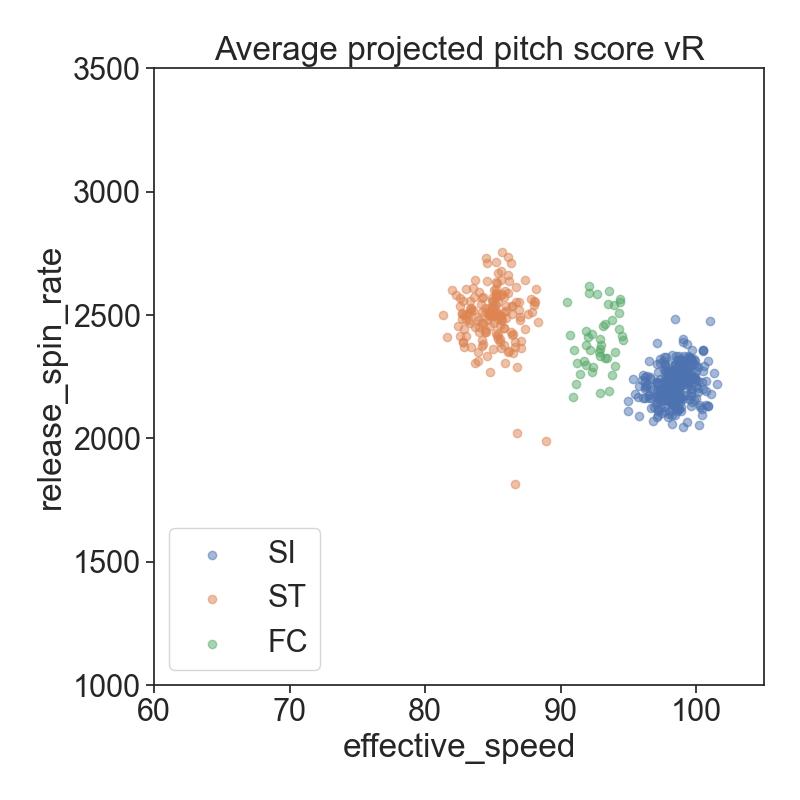 Average projected pitch score vR
3500
3000
2500
2000
1500
1000
release_spin_rate
SI
ST
FC
60 70 80 90 100
effective_speed